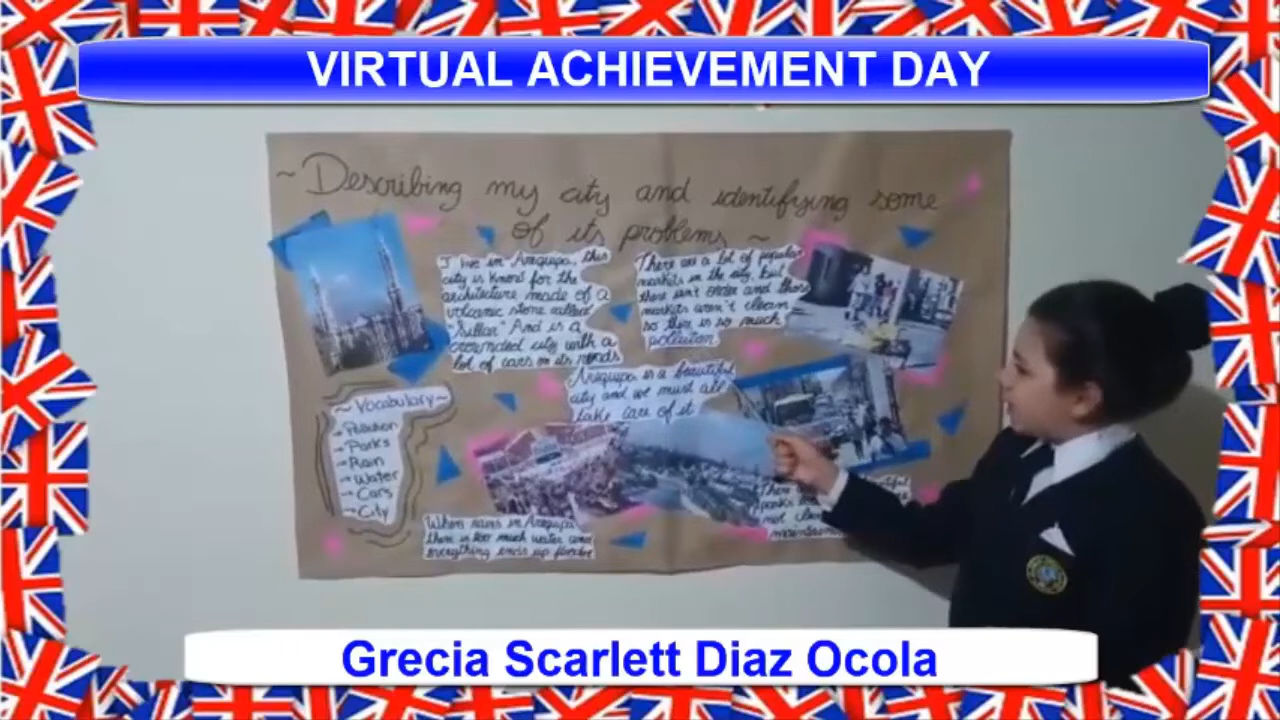 VIRTUAL ACHIEVEMENT DAY
~ Describing my city and identifying some
of its problems ~
I live in Arequipa, this
city is know for the
architecture made of a
volcanic stone called
"Sillar" And is a
crowended city with a
lot of cars on its roads
There are a lot of popular
markets in the city, but
there isn't order and those
markets aren't clean
so there is so much
pollution
Arequipa is a beautiful
city and we must all
take care of it
~ Vocabulary ~
→ Pollution
→ Parks
→ Rain
→ Water
→ Cars
→ City
When rains in Arequipa
there is too much water and
everything ends up
parks
not
Grecia Scarlett Diaz Ocola